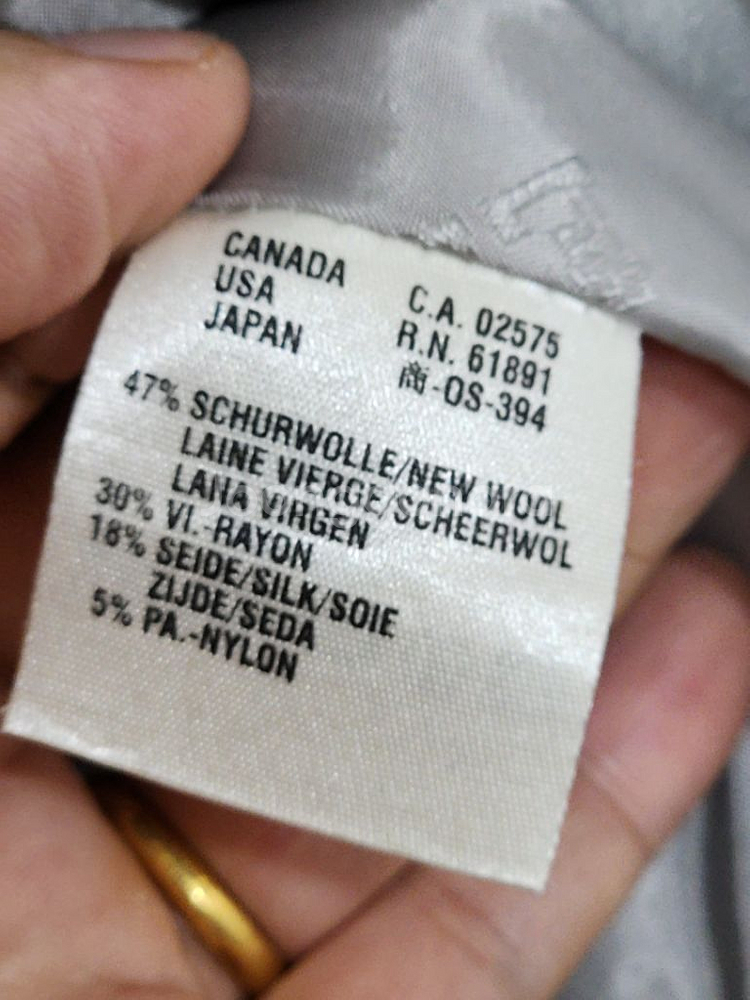 CANADA C.A. 02575
USA R.N. 61891
JAPAN 商-OS-394
47% SCHURWOLLE/NEW WOOL
LAINE VIERGE/SCHEERWOL
LANA VIRGEN
30% VI.-RAYON
18% SEIDE/SILK/SOIE
ZIJDE/SEDA
5% PA.-NYLON